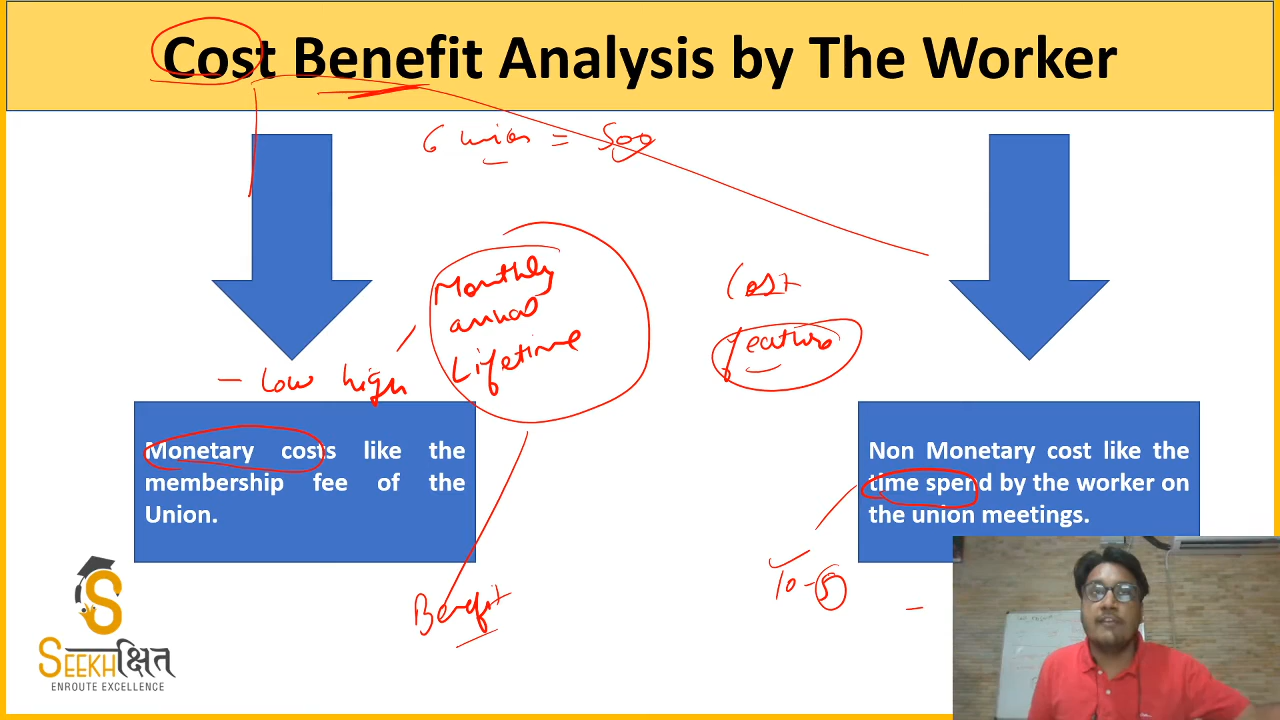 Cost Benefit Analysis by The Worker
6 union = 500
Monthly
annual
Lifetime
Cost
features
- Low high
Monetary costs like the
membership fee of the
Union.
Non Monetary cost like the
time spend by the worker on
the union meetings.
10-5
Benefit
SEEKHक्षित
ENROUTE EXCELLENCE